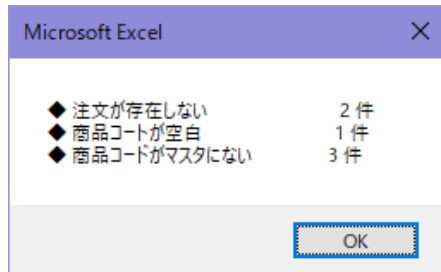 Microsoft Excel
◆ 注文が存在しない 2 件
◆ 商品コートが空白 1 件
◆ 商品コードがマスタにない 3 件
OK